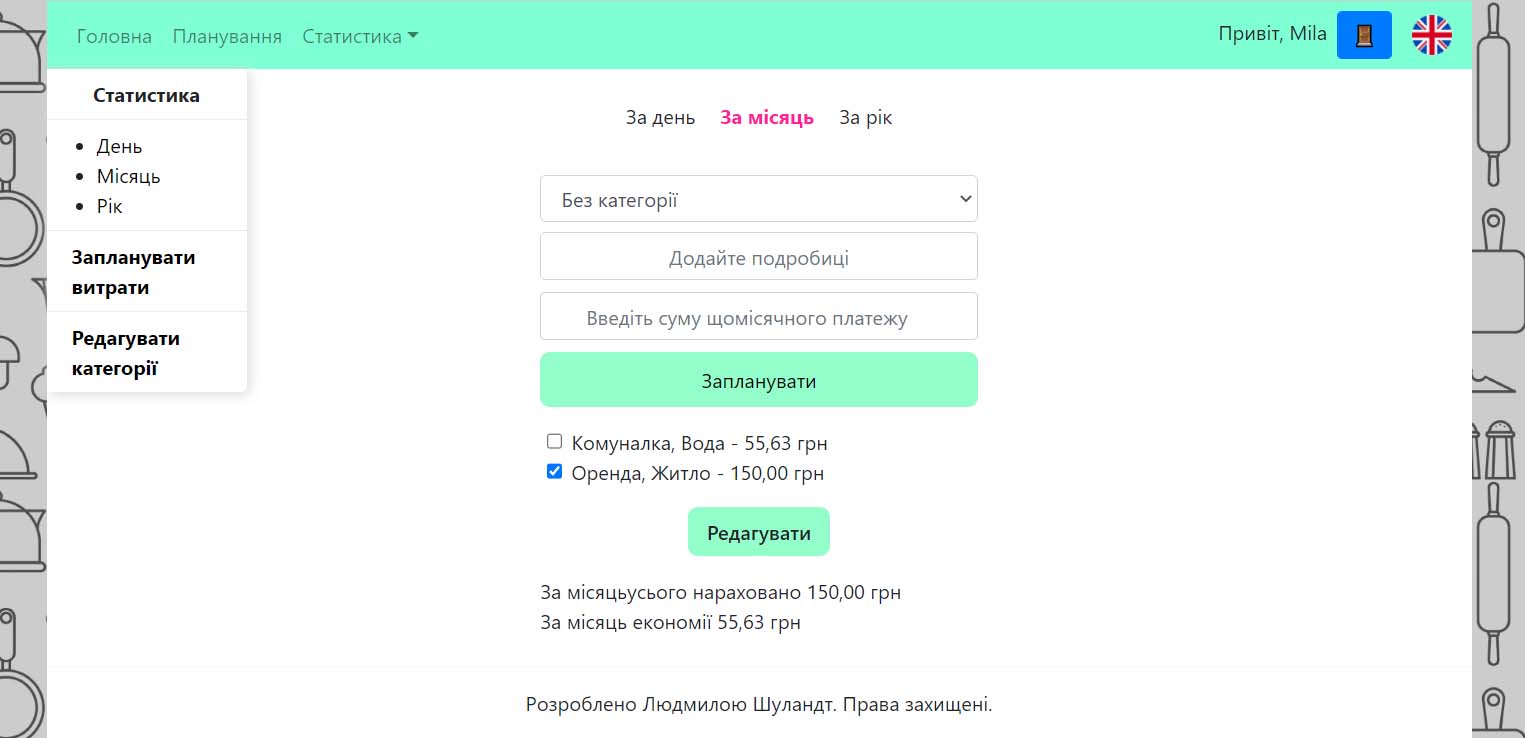 Головна Планування Статистика
Привіт, Mila
Статистика
День
Місяць
Рік
Запланувати
витрати
Редагувати
категорії
За день За місяць За рік
Без категорії
Додайте подробиці
Введіть суму щомісячного платежу
Запланувати
Комуналка, Вода - 55,63 грн
Оренда, Житло - 150,00 грн
Редагувати
За місяцьусього нараховано 150,00 грн
За місяць економії 55,63 грн
Розроблено Людмилою Шуландт. Права захищені.